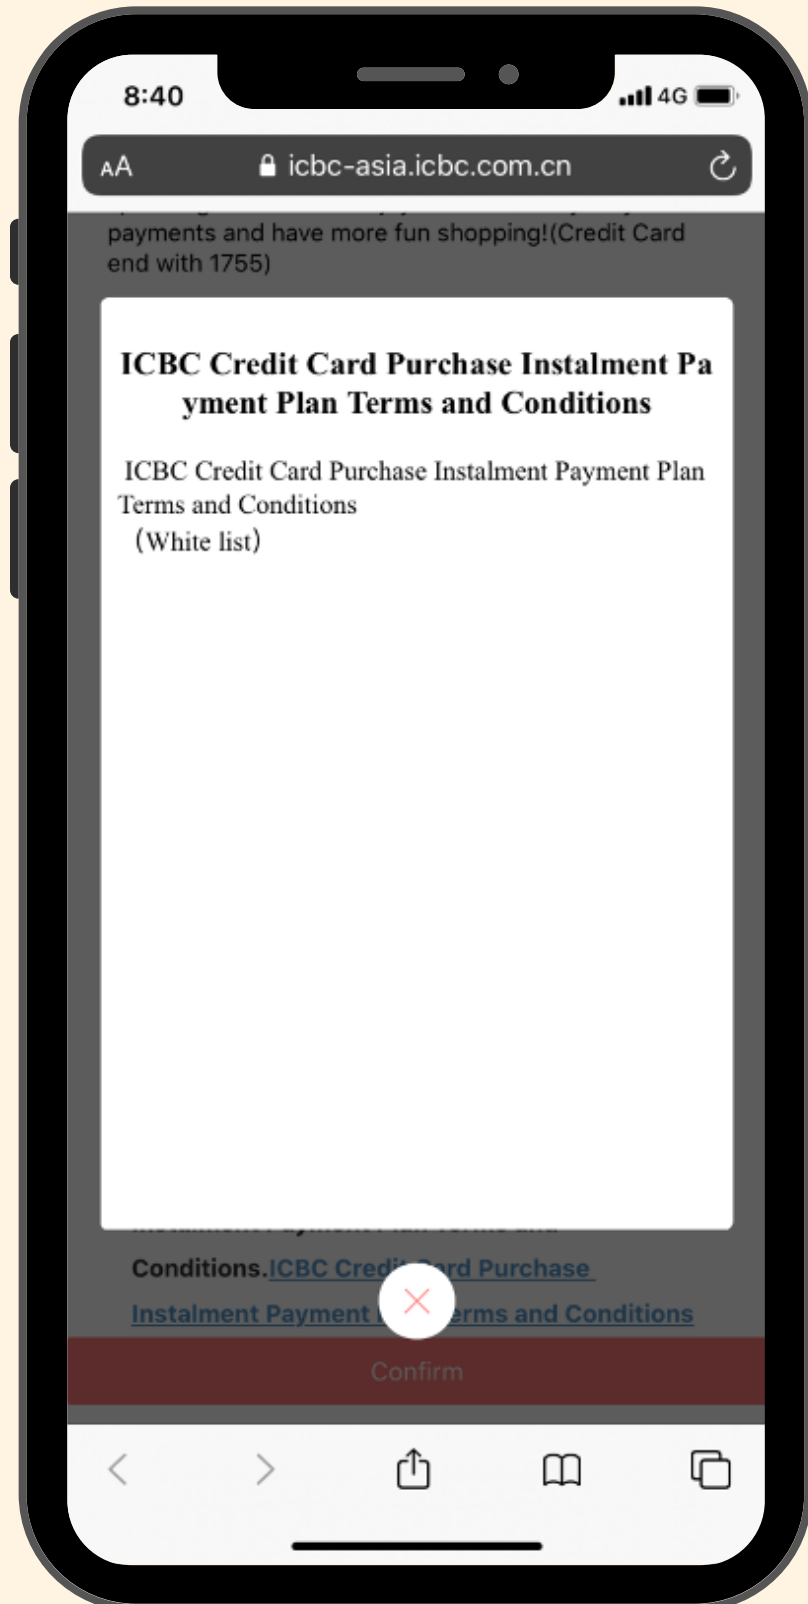 8:40
4G
AA
icbc-asia.icbc.com.cn
payments and have more fun shopping!(Credit Card
end with 1755)
ICBC Credit Card Purchase Instalment Pa
yment Plan Terms and Conditions
ICBC Credit Card Purchase Instalment Payment Plan
Terms and Conditions
(White list)
Conditions.ICBC Credit Card Purchase
Instalment Payment erms and Conditions
Confirm